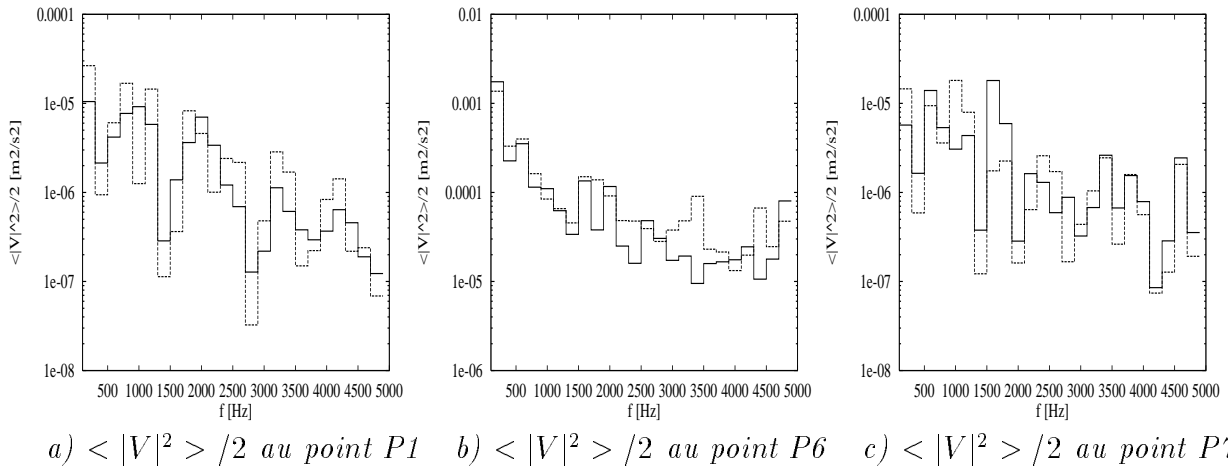 0.0001
1e-05
1e-06
1e-07
1e-08
<|V|^2>/2 [m2/s2]
500 1000 1500 2000 2500 3000 3500 4000 4500 5000
f [Hz]
a) < |V|² > /2 au point P1
0.01
0.001
0.0001
1e-05
1e-06
<|V|^2>/2 [m2/s2]
500 1000 1500 2000 2500 3000 3500 4000 4500 5000
f [Hz]
b) < |V|² > /2 au point P6
0.0001
1e-05
1e-06
1e-07
1e-08
<|V|^2>/2 [m2/s2]
500 1000 1500 2000 2500 3000 3500 4000 4500 5000
f [Hz]
c) < |V|² > /2 au point